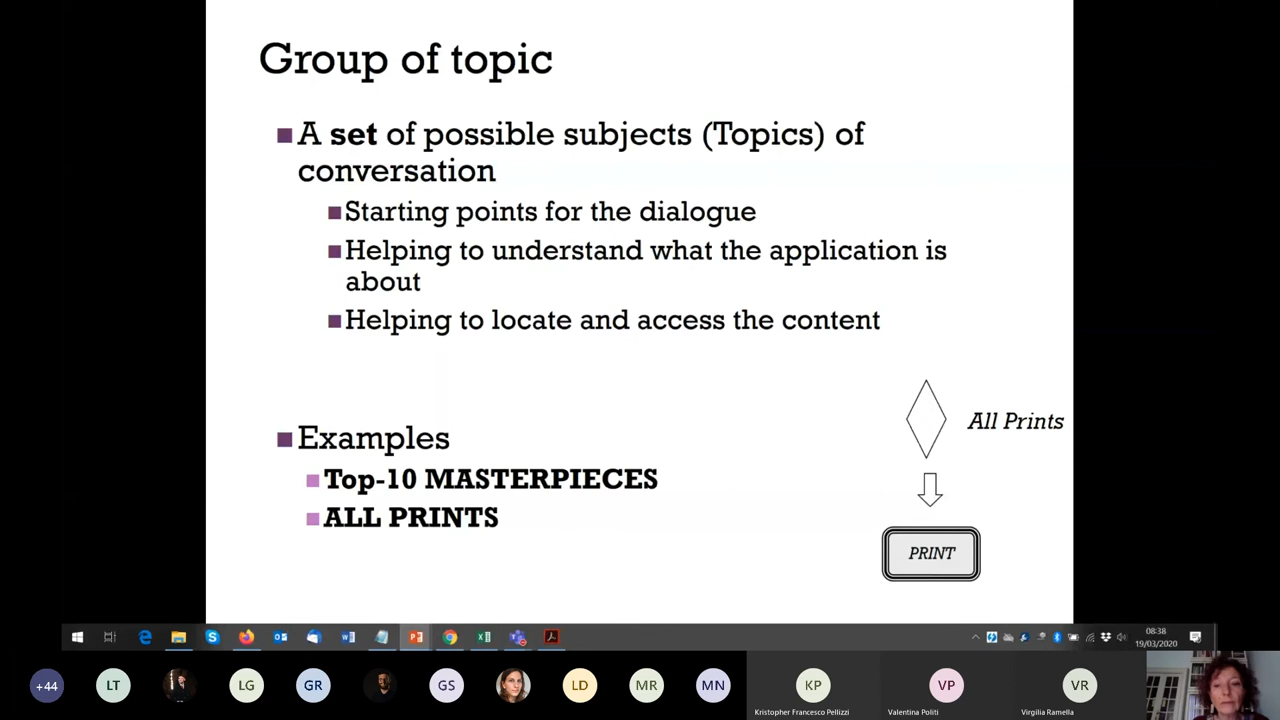 Group of topic
A set of possible subjects (Topics) of
conversation
Starting points for the dialogue
Helping to understand what the application is
about
Helping to locate and access the content
All Prints
Examples
Top-10 MASTERPIECES
ALL PRINTS
PRINT
08:38
19/03/2020
+44
LT
LG
GR
GS
LD
MR
MN
KP
VP
VR
Kristopher Francesco Pellizzi
Valentina Politi
Virgilia Ramella